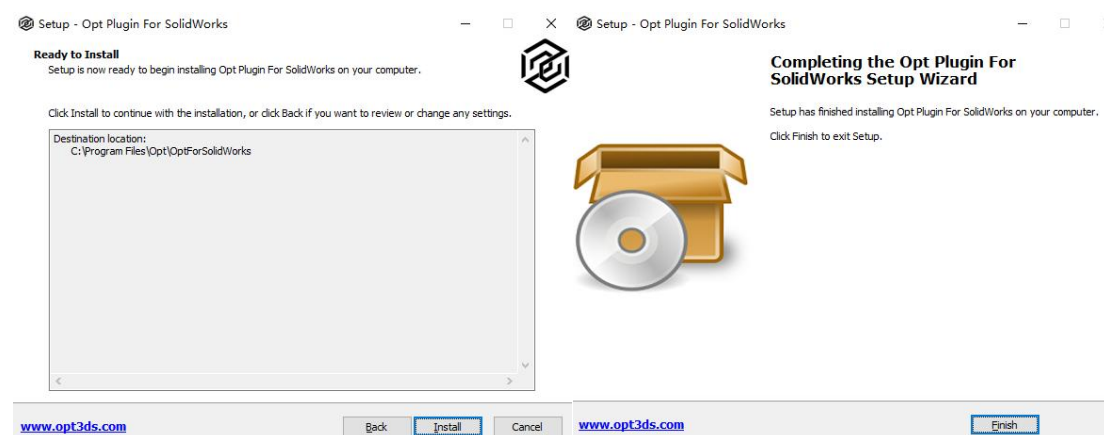 Setup - Opt Plugin For SolidWorks
Ready to Install
Setup is now ready to begin installing Opt Plugin For SolidWorks on your computer.
Click Install to continue with the installation, or click Back if you want to review or change any settings.
Destination location:
C:\Program Files\Opt\OptForSolidWorks
www.opt3ds.com
Back
Install
Cancel
Setup - Opt Plugin For SolidWorks
Completing the Opt Plugin For
SolidWorks Setup Wizard
Setup has finished installing Opt Plugin For SolidWorks on your computer.
Click Finish to exit Setup.
www.opt3ds.com
Finish